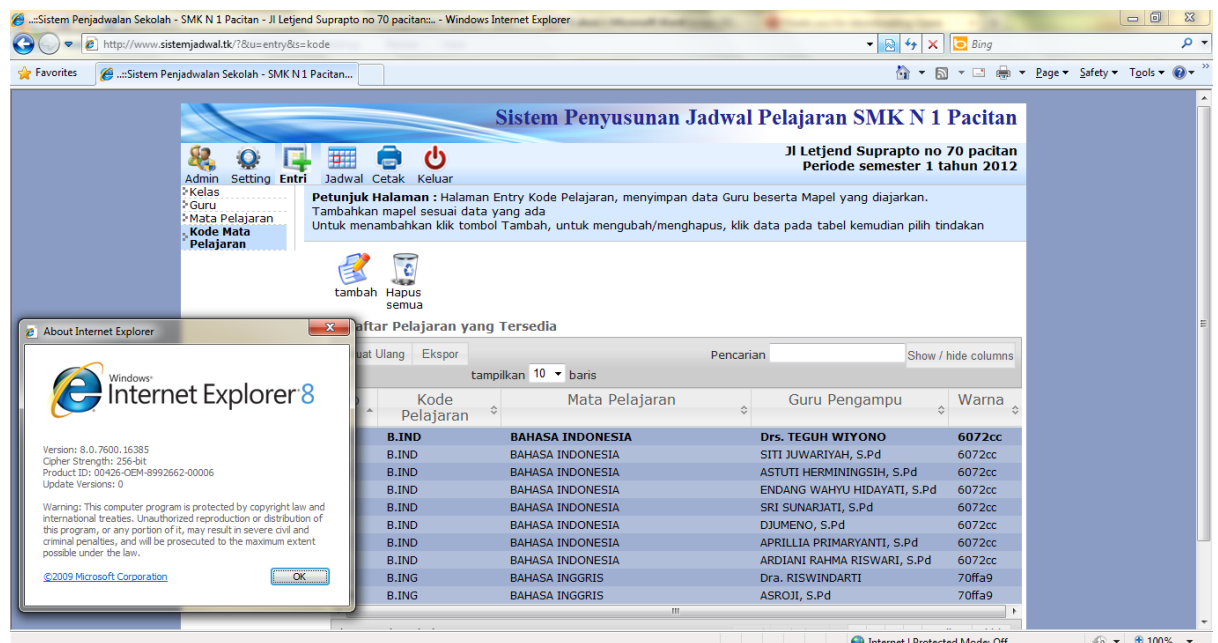 ..::Sistem Penjadwalan Sekolah - SMK N 1 Pacitan - Jl Letjend Suprapto no 70 pacitan::.. - Windows Internet Explorer
http://www.sistemjadwal.tk/?&u=entry&s=kode
Bing
Favorites
..::Sistem Penjadwalan Sekolah - SMK N 1 Pacitan...
Page
Safety
Tools
Sistem Penyusunan Jadwal Pelajaran SMK N 1 Pacitan
Jl Letjend Suprapto no 70 pacitan
Periode semester 1 tahun 2012
Admin Setting Entri Jadwal Cetak Keluar
Kelas
Guru
Mata Pelajaran
Kode Mata
Pelajaran
Petunjuk Halaman : Halaman Entry Kode Pelajaran, menyimpan data Guru beserta Mapel yang diajarkan.
Tambahkan mapel sesuai data yang ada
Untuk menambahkan klik tombol Tambah, untuk mengubah/menghapus, klik data pada tabel kemudian pilih tindakan
tambah
Hapus
semua
aftar Pelajaran yang Tersedia
uat Ulang Ekspor Pencarian Show / hide columns
tampilkan 10 baris
Kode
Pelajaran
Mata Pelajaran Guru Pengampu Warna
B.IND BAHASA INDONESIA Drs. TEGUH WIYONO 6072cc
B.IND BAHASA INDONESIA SITI JUWARIYAH, S.Pd 6072cc
B.IND BAHASA INDONESIA ASTUTI HERMININGSIH, S.Pd 6072cc
B.IND BAHASA INDONESIA ENDANG WAHYU HIDAYATI, S.Pd 6072cc
B.IND BAHASA INDONESIA SRI SUNARJATI, S.Pd 6072cc
B.IND BAHASA INDONESIA DJUMENO, S.Pd 6072cc
B.IND BAHASA INDONESIA APRILLIA PRIMARYANTI, S.Pd 6072cc
B.IND BAHASA INDONESIA ARDIANI RAHMA RISWARI, S.Pd 6072cc
B.ING BAHASA INGGRIS Dra. RISWINDARTI 70ffa9
B.ING BAHASA INGGRIS ASROJI, S.Pd 70ffa9
About Internet Explorer
Windows
Internet Explorer 8
Version: 8.0.7600.16385
Cipher Strength: 256-bit
Product ID: 00426-OEM-8992662-00006
Update Versions: 0
Warning: This computer program is protected by copyright law and
international treaties. Unauthorized reproduction or distribution of
this program, or any portion of it, may result in severe civil and
criminal penalties, and will be prosecuted to the maximum extent
possible under the law.
©2009 Microsoft Corporation
OK
Internet | Protected Mode: Off
100%